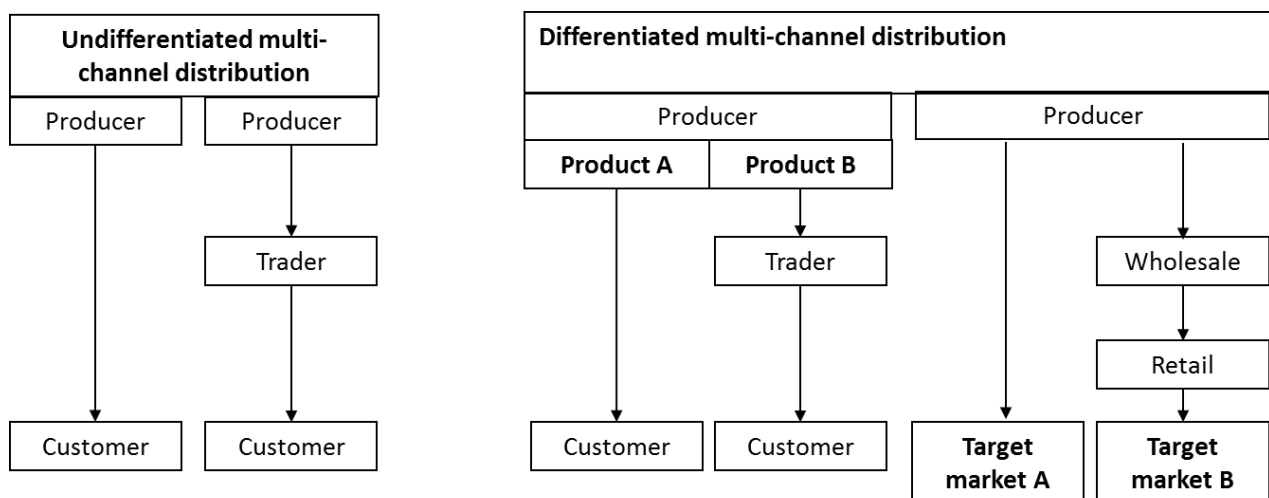 Undifferentiated multi-
channel distribution
Producer
Producer
Trader
Customer
Customer
Differentiated multi-channel distribution
Producer
Product A
Product B
Trader
Customer
Customer
Producer
Wholesale
Retail
Target
market A
Target
market B